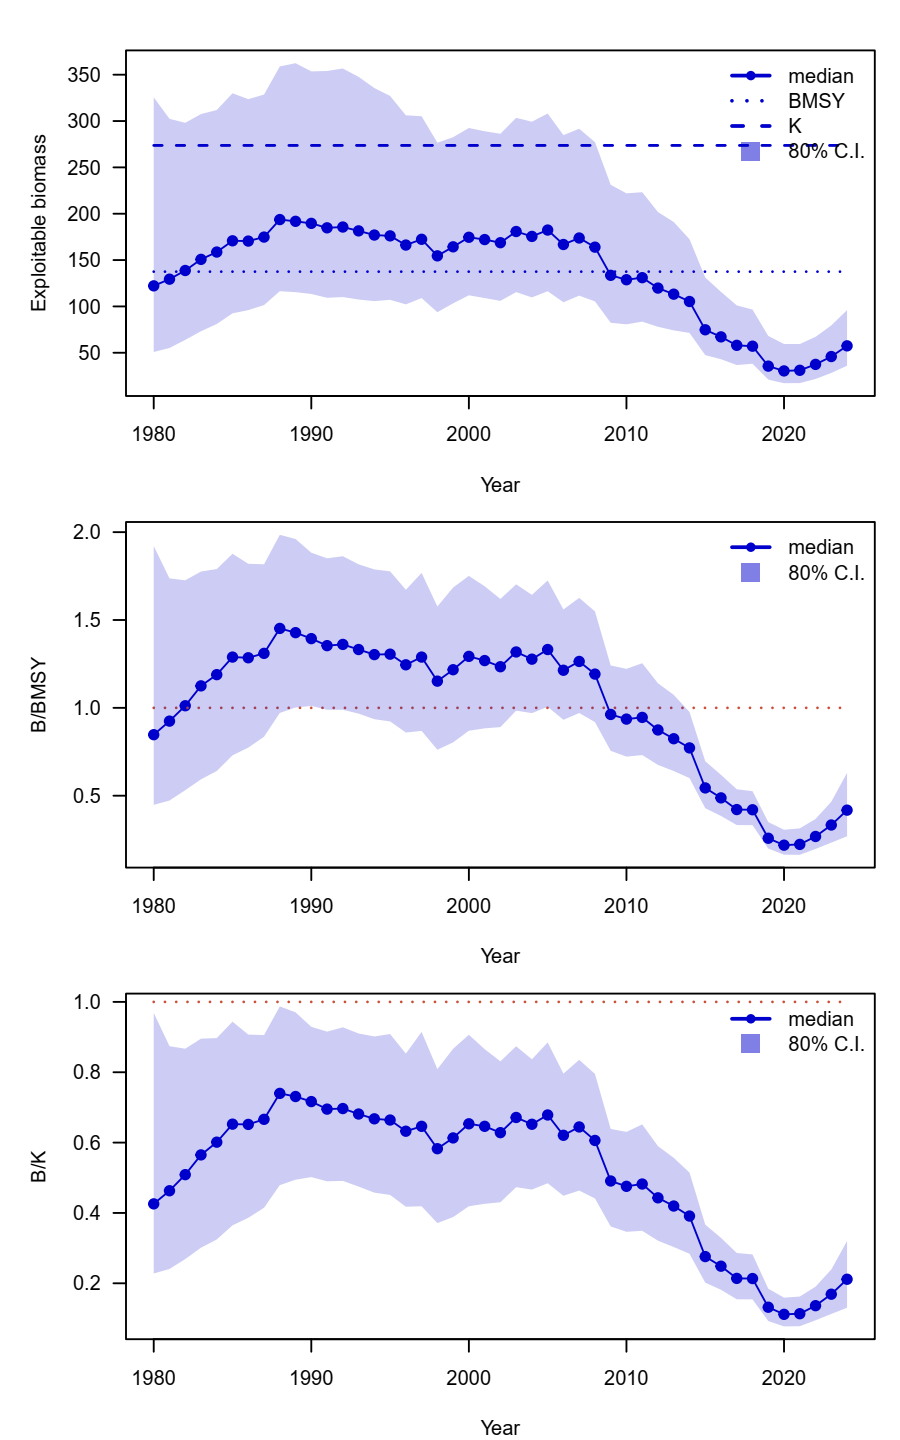 350
300
250
200
150
100
50
Exploitable biomass
median
BMSY
K
80% C.I.
1980 1990 2000 2010 2020
Year
2.0
1.5
1.0
0.5
B/BMSY
median
80% C.I.
1980 1990 2000 2010 2020
Year
1.0
0.8
0.6
0.4
0.2
B/K
median
80% C.I.
1980 1990 2000 2010 2020
Year